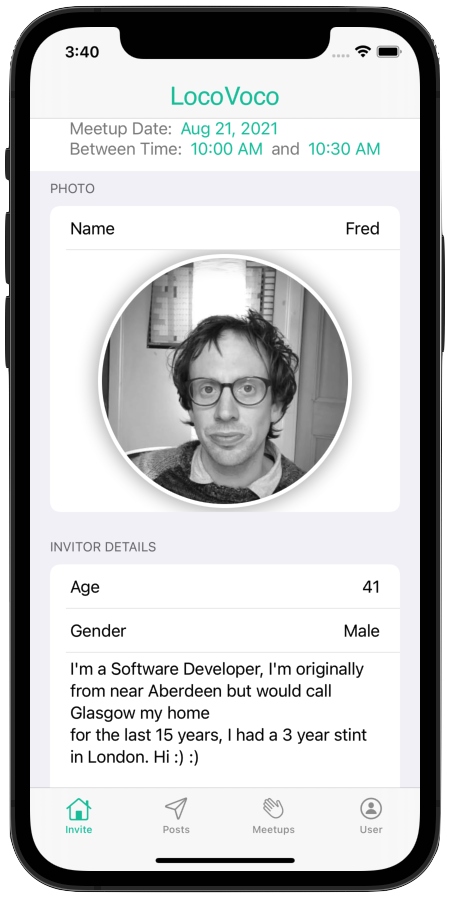 3:40
LocoVoco
Meetup Date: Aug 21, 2021
Between Time: 10:00 AM and 10:30 AM
PHOTO
Name Fred
INVITOR DETAILS
Age 41
Gender Male
I'm a Software Developer, I'm originally
from near Aberdeen but would call
Glasgow my home
for the last 15 years, I had a 3 year stint
in London. Hi :) :)
Invite Posts Meetups User